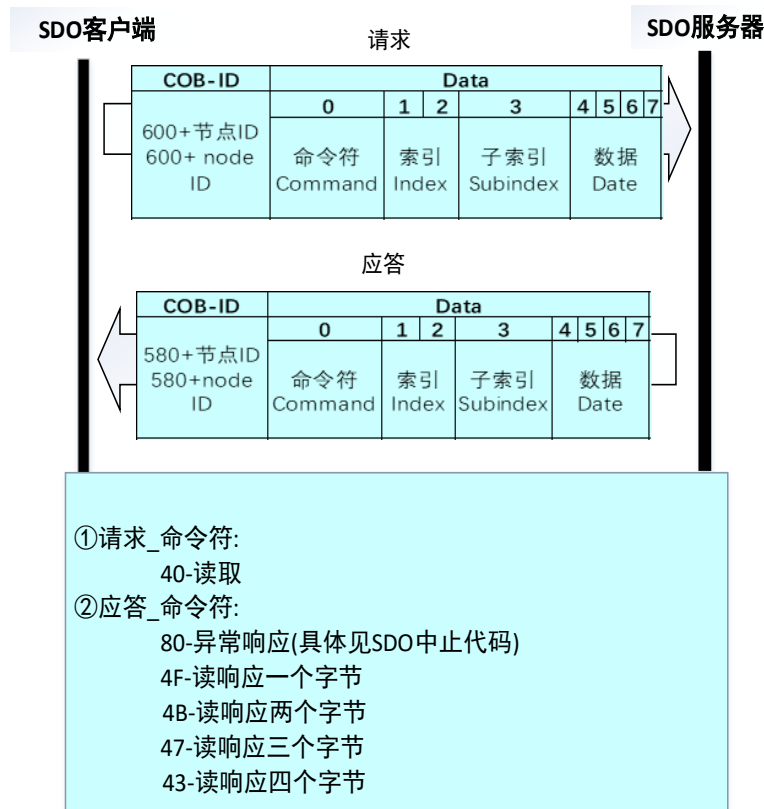 SDO客户端
SDO服务器
请求
COB-ID Data
0 1 2 3 4 5 6 7
600+节点ID
600+ node
ID
命令符
Command
索引
Index
子索引
Subindex
数据
Date
应答
COB-ID Data
0 1 2 3 4 5 6 7
580+节点ID
580+node
ID
命令符
Command
索引
Index
子索引
Subindex
数据
Date
①请求_命令符:
40-读取
②应答_命令符:
80-异常响应(具体见SDO中止代码)
4F-读响应一个字节
4B-读响应两个字节
47-读响应三个字节
43-读响应四个字节